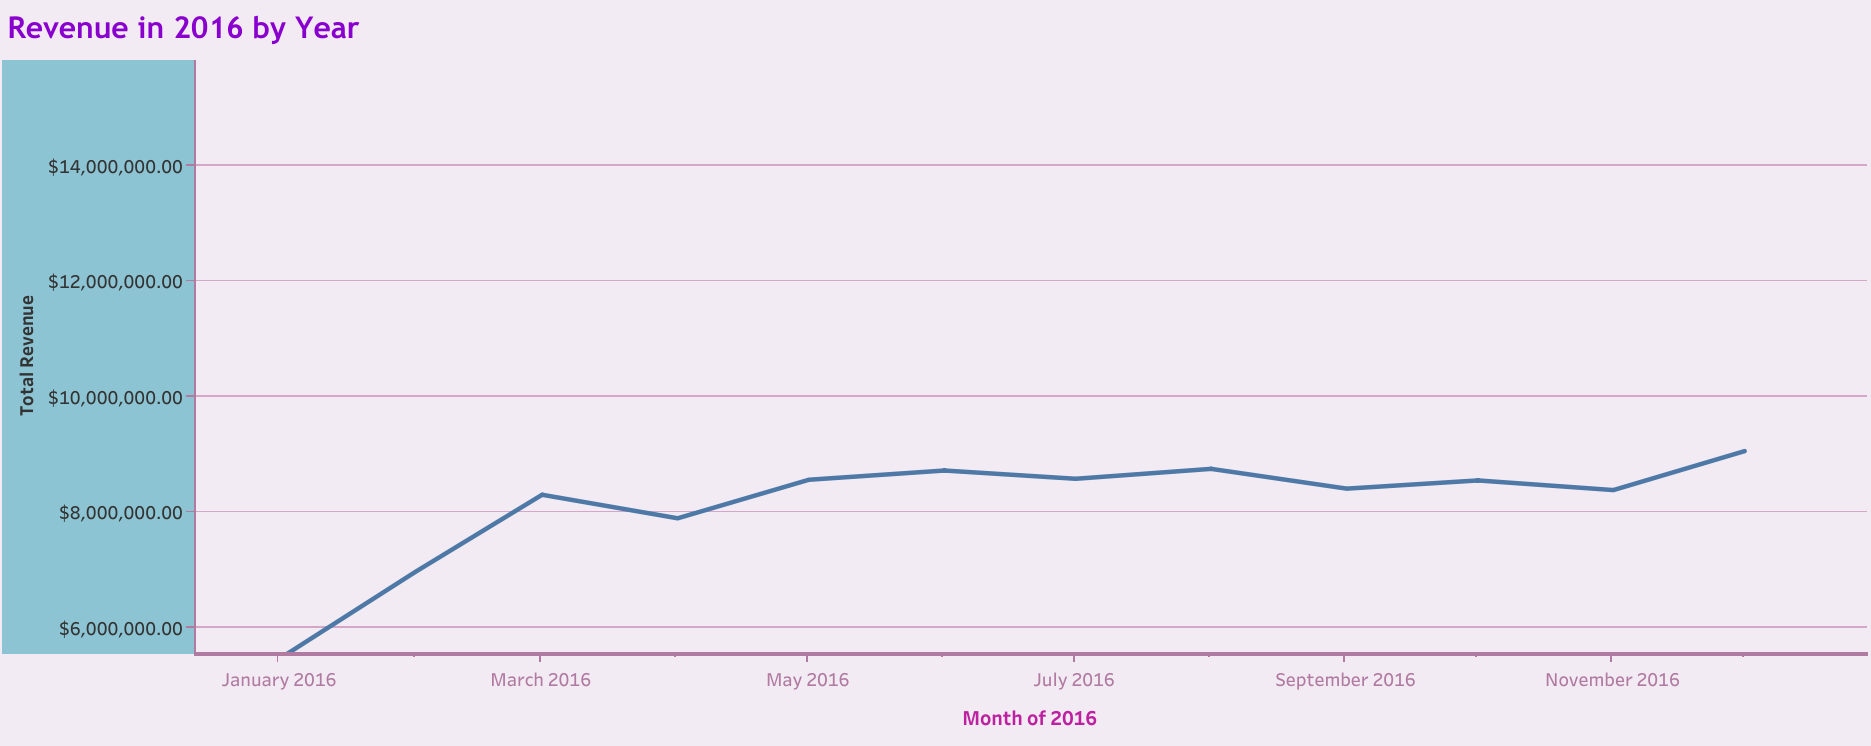 Revenue in 2016 by Year
Total Revenue
$14,000,000.00
$12,000,000.00
$10,000,000.00
$8,000,000.00
$6,000,000.00
January 2016 March 2016 May 2016 July 2016 September 2016 November 2016
Month of 2016